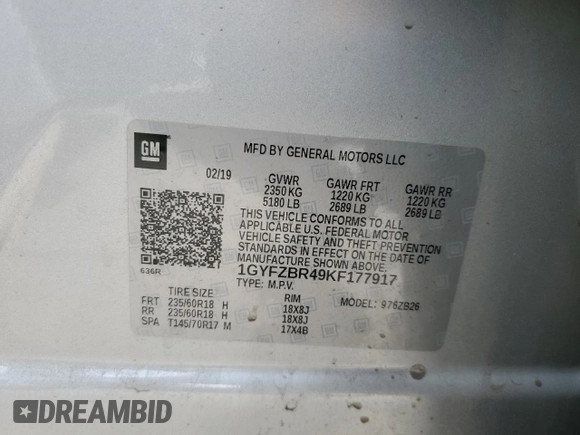 GM
MFD BY GENERAL MOTORS LLC
02/19 GVWR GAWR FRT GAWR RR
2350 KG 1220 KG 1220 KG
5180 LB 2689 LB 2689 LB
THIS VEHICLE CONFORMS TO ALL
APPLICABLE U.S. FEDERAL MOTOR
VEHICLE SAFETY, BUMPER, AND THEFT PREVENTION
STANDARDS IN EFFECT ON THE DATE OF
MANUFACTURE SHOWN ABOVE.
636R
1GYFZBR49KF177917
TYPE: M.P.V.
TIRE SIZE RIM MODEL: 976ZB26
FRT 235/60R18 H 18X8J
RR 235/60R18 H 18X8J
SPA T145/70R17 M 17X4B
DREAMBID